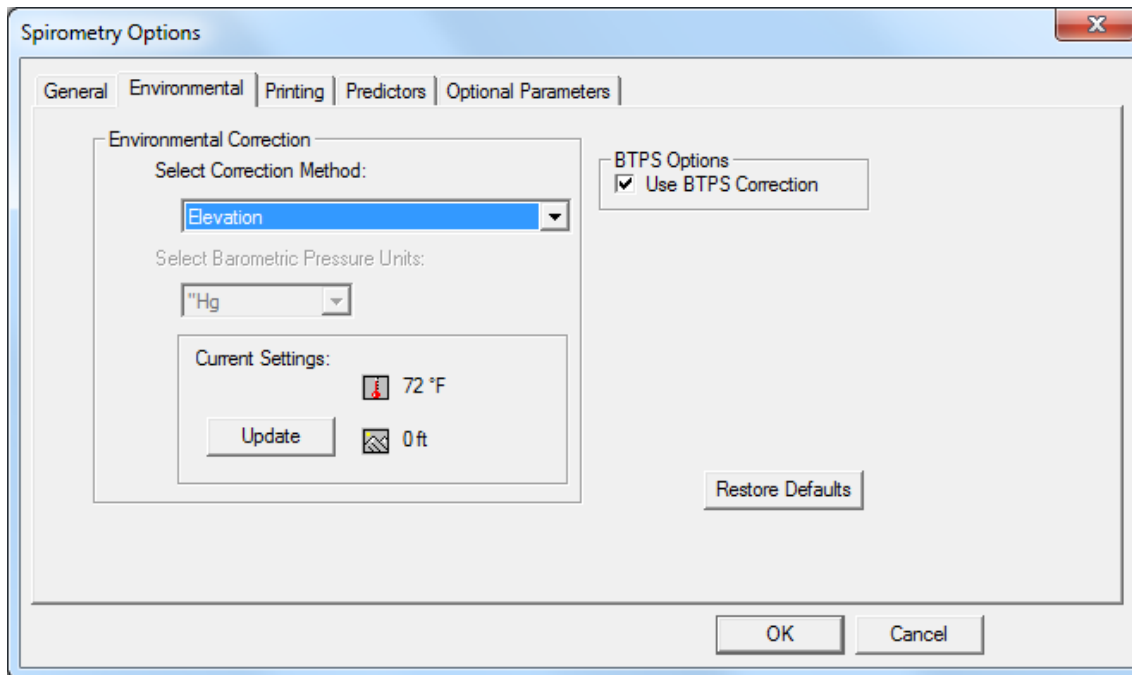 Spirometry Options
General Environmental Printing Predictors Optional Parameters
Environmental Correction
Select Correction Method:
Elevation
Select Barometric Pressure Units:
"Hg
Current Settings:
72 °F
Update
0 ft
BTPS Options
Use BTPS Correction
Restore Defaults
OK Cancel